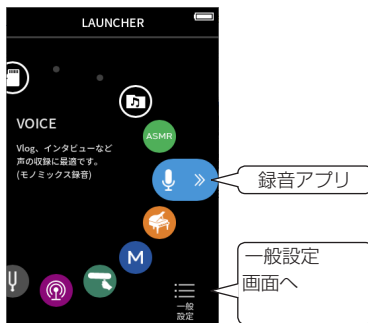 LAUNCHER
ASMR
VOICE
Vlog、インタビューなど
声の収録に最適です。
(モノミックス録音)
録音アプリ
M
一般
設定
一般設定
画面へ